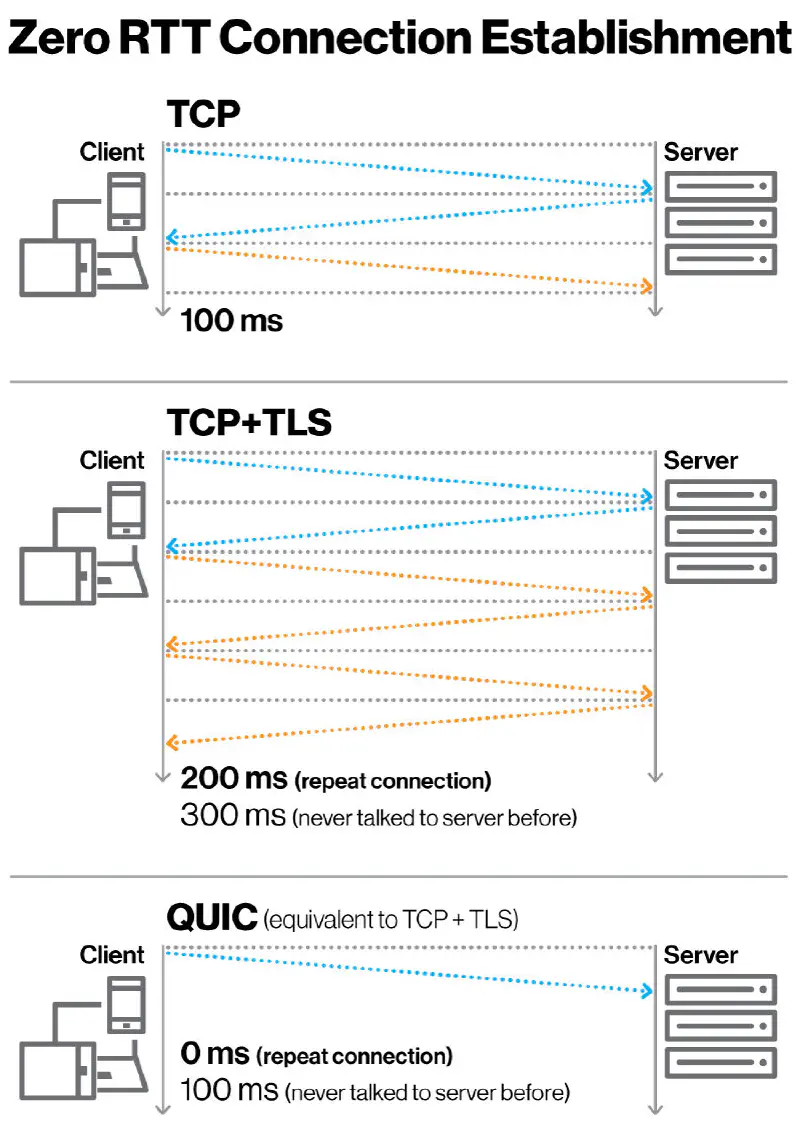 Zero RTT Connection Establishment
TCP
Client
Server
100 ms
TCP+TLS
Client
Server
200 ms (repeat connection)
300 ms (never talked to server before)
QUIC (equivalent to TCP + TLS)
Client
Server
0 ms (repeat connection)
100 ms (never talked to server before)